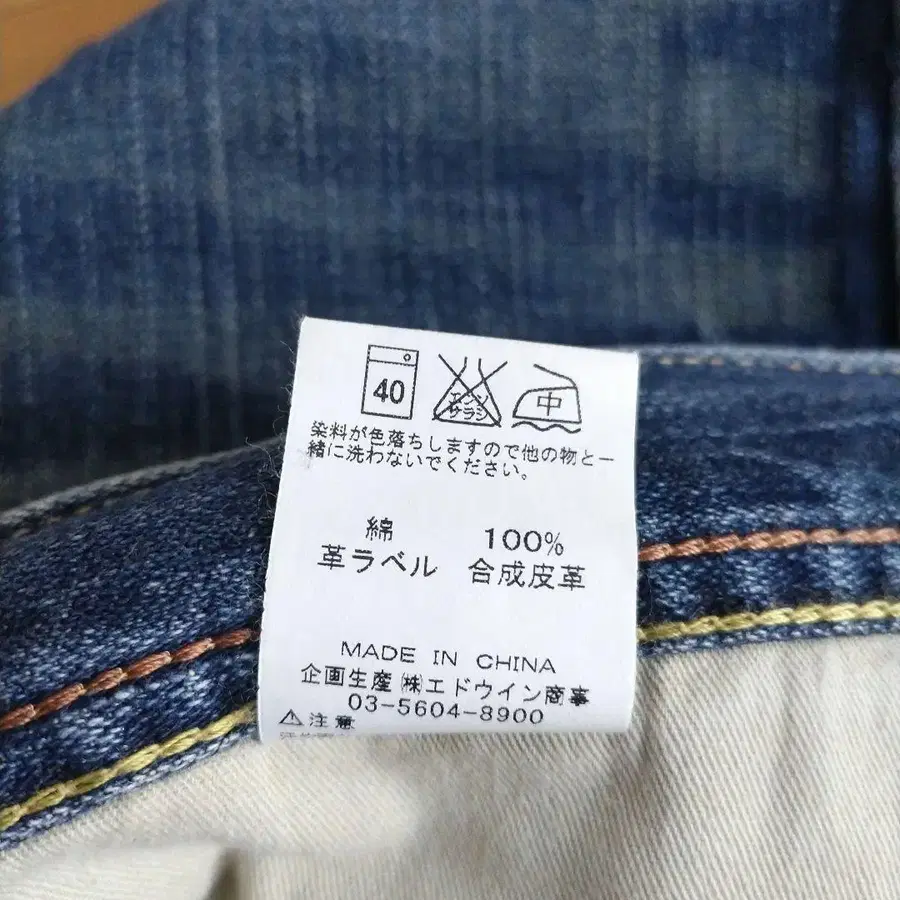 40
エンソ
サラシ
中
染料が色落ちしますので他の物と一
緒に洗わないでください。
綿 100%
革ラベル 合成皮革
MADE IN CHINA
企画生産㈱エドウイン商事
03-5604-8900
⚠注意